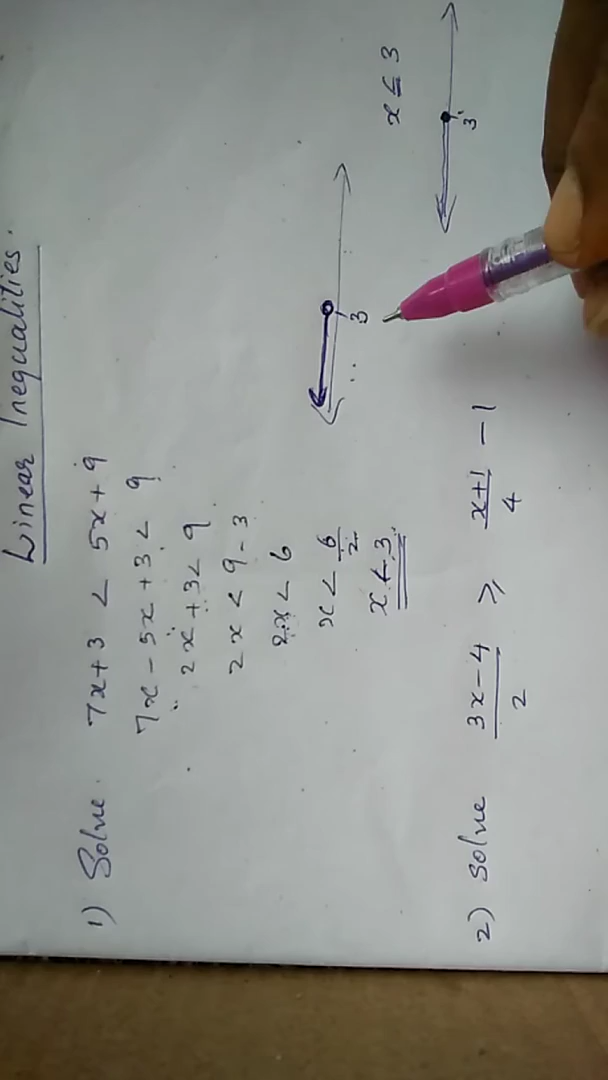 Linear Inequalities.
1) Solve 7x+3 < 5x+9
7x - 5x +3 < 9
2x +3 < 9
2x < 9-3
2x < 6
x < 6/2
3
x < 3
x ≤ 3
3
2) Solve (3x-4)/2 ≥ (x+1)/4 - 1